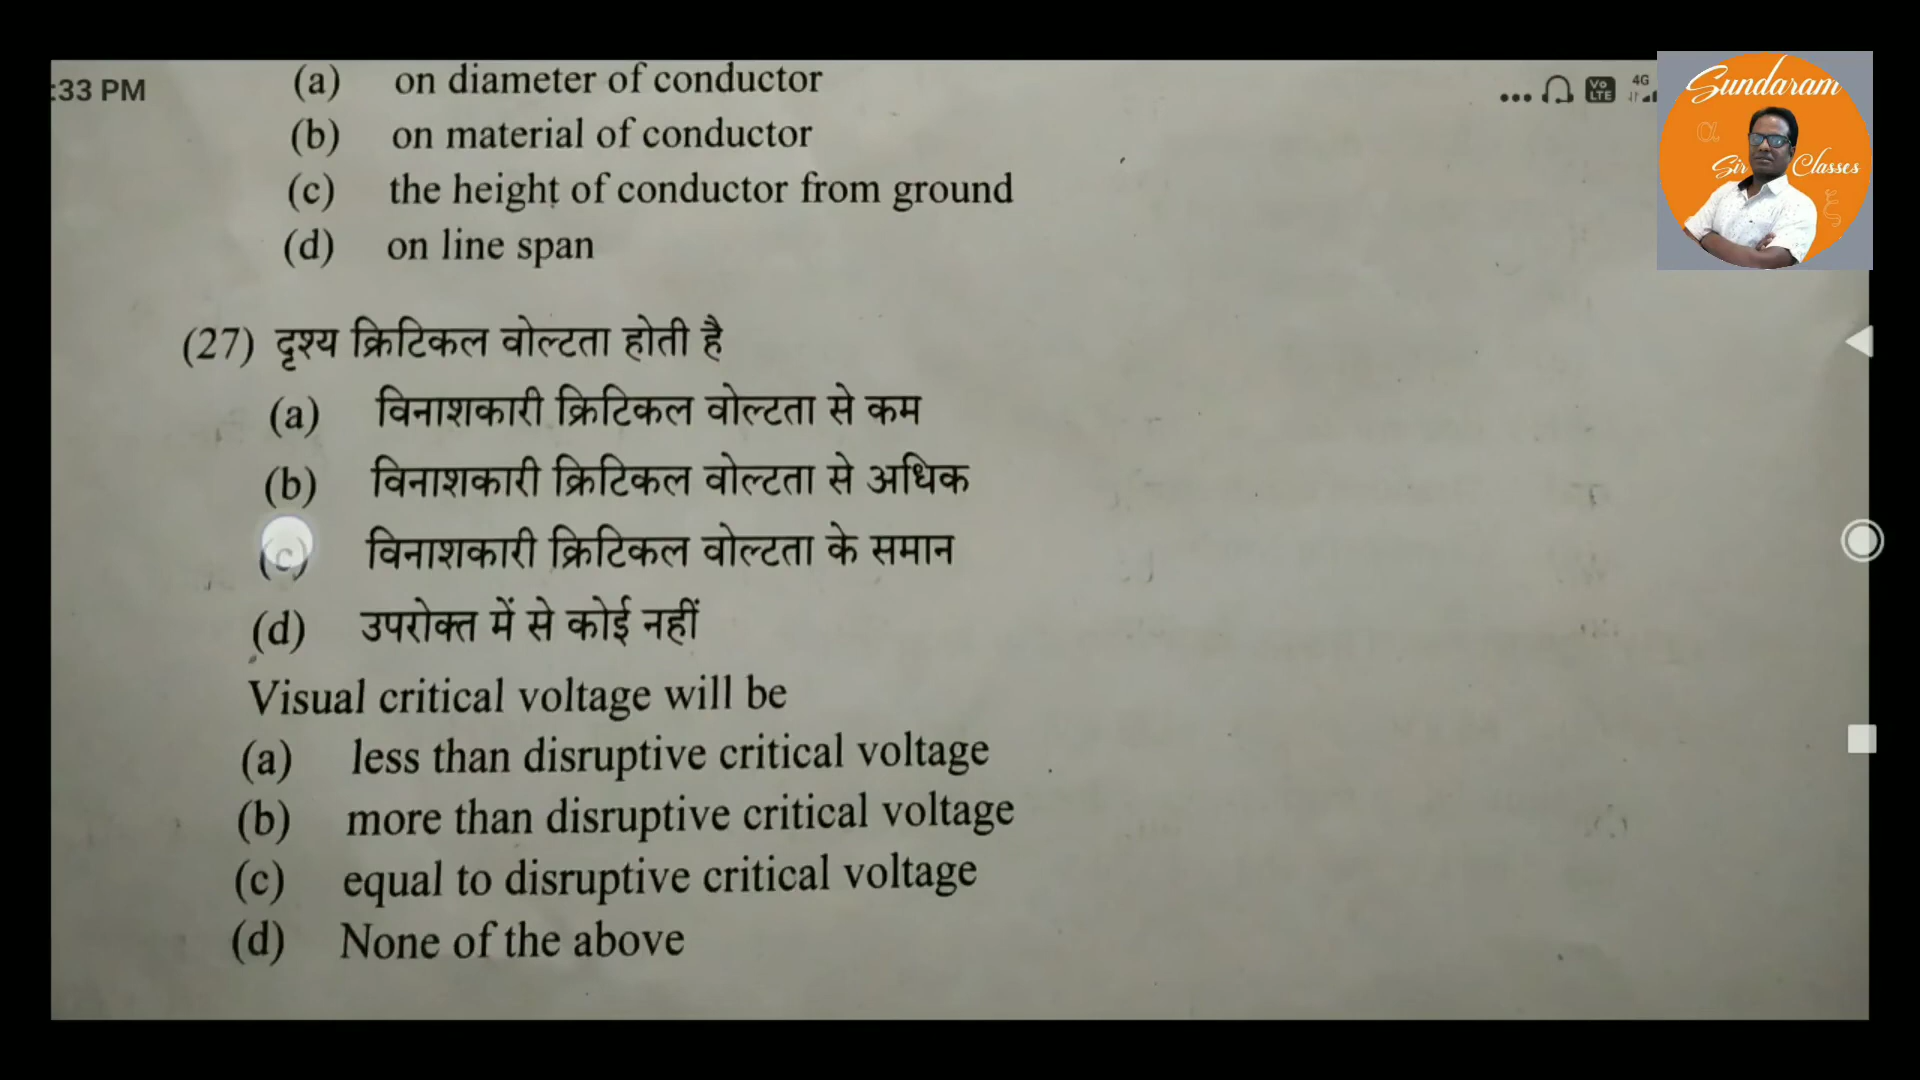 :33 PM
(a) on diameter of conductor
(b) on material of conductor
(c) the height of conductor from ground
(d) on line span
4G
Vo LTE
Sundaram
Sir Classes
(27) दृश्य क्रिटिकल वोल्टता होती है
(a) विनाशकारी क्रिटिकल वोल्टता से कम
(b) विनाशकारी क्रिटिकल वोल्टता से अधिक
(c) विनाशकारी क्रिटिकल वोल्टता के समान
(d) उपरोक्त में से कोई नहीं
Visual critical voltage will be
(a) less than disruptive critical voltage
(b) more than disruptive critical voltage
(c) equal to disruptive critical voltage
(d) None of the above